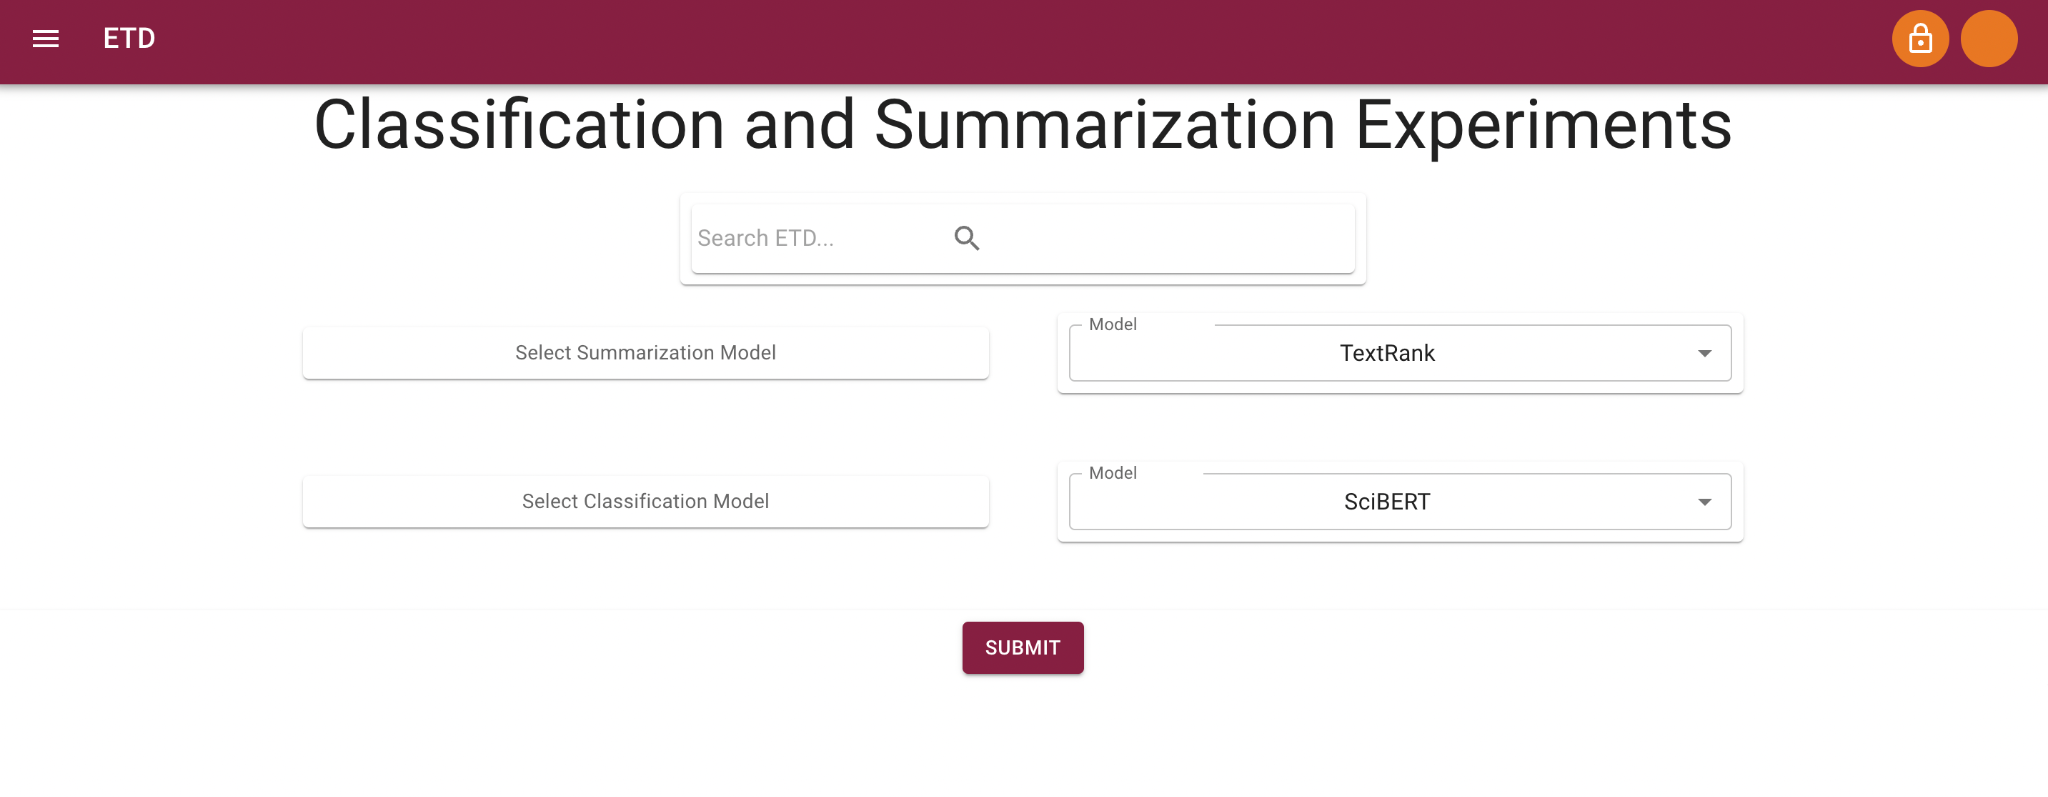 ETD
Classification and Summarization Experiments
Search ETD...
Select Summarization Model
Model
TextRank
Select Classification Model
Model
SciBERT
SUBMIT